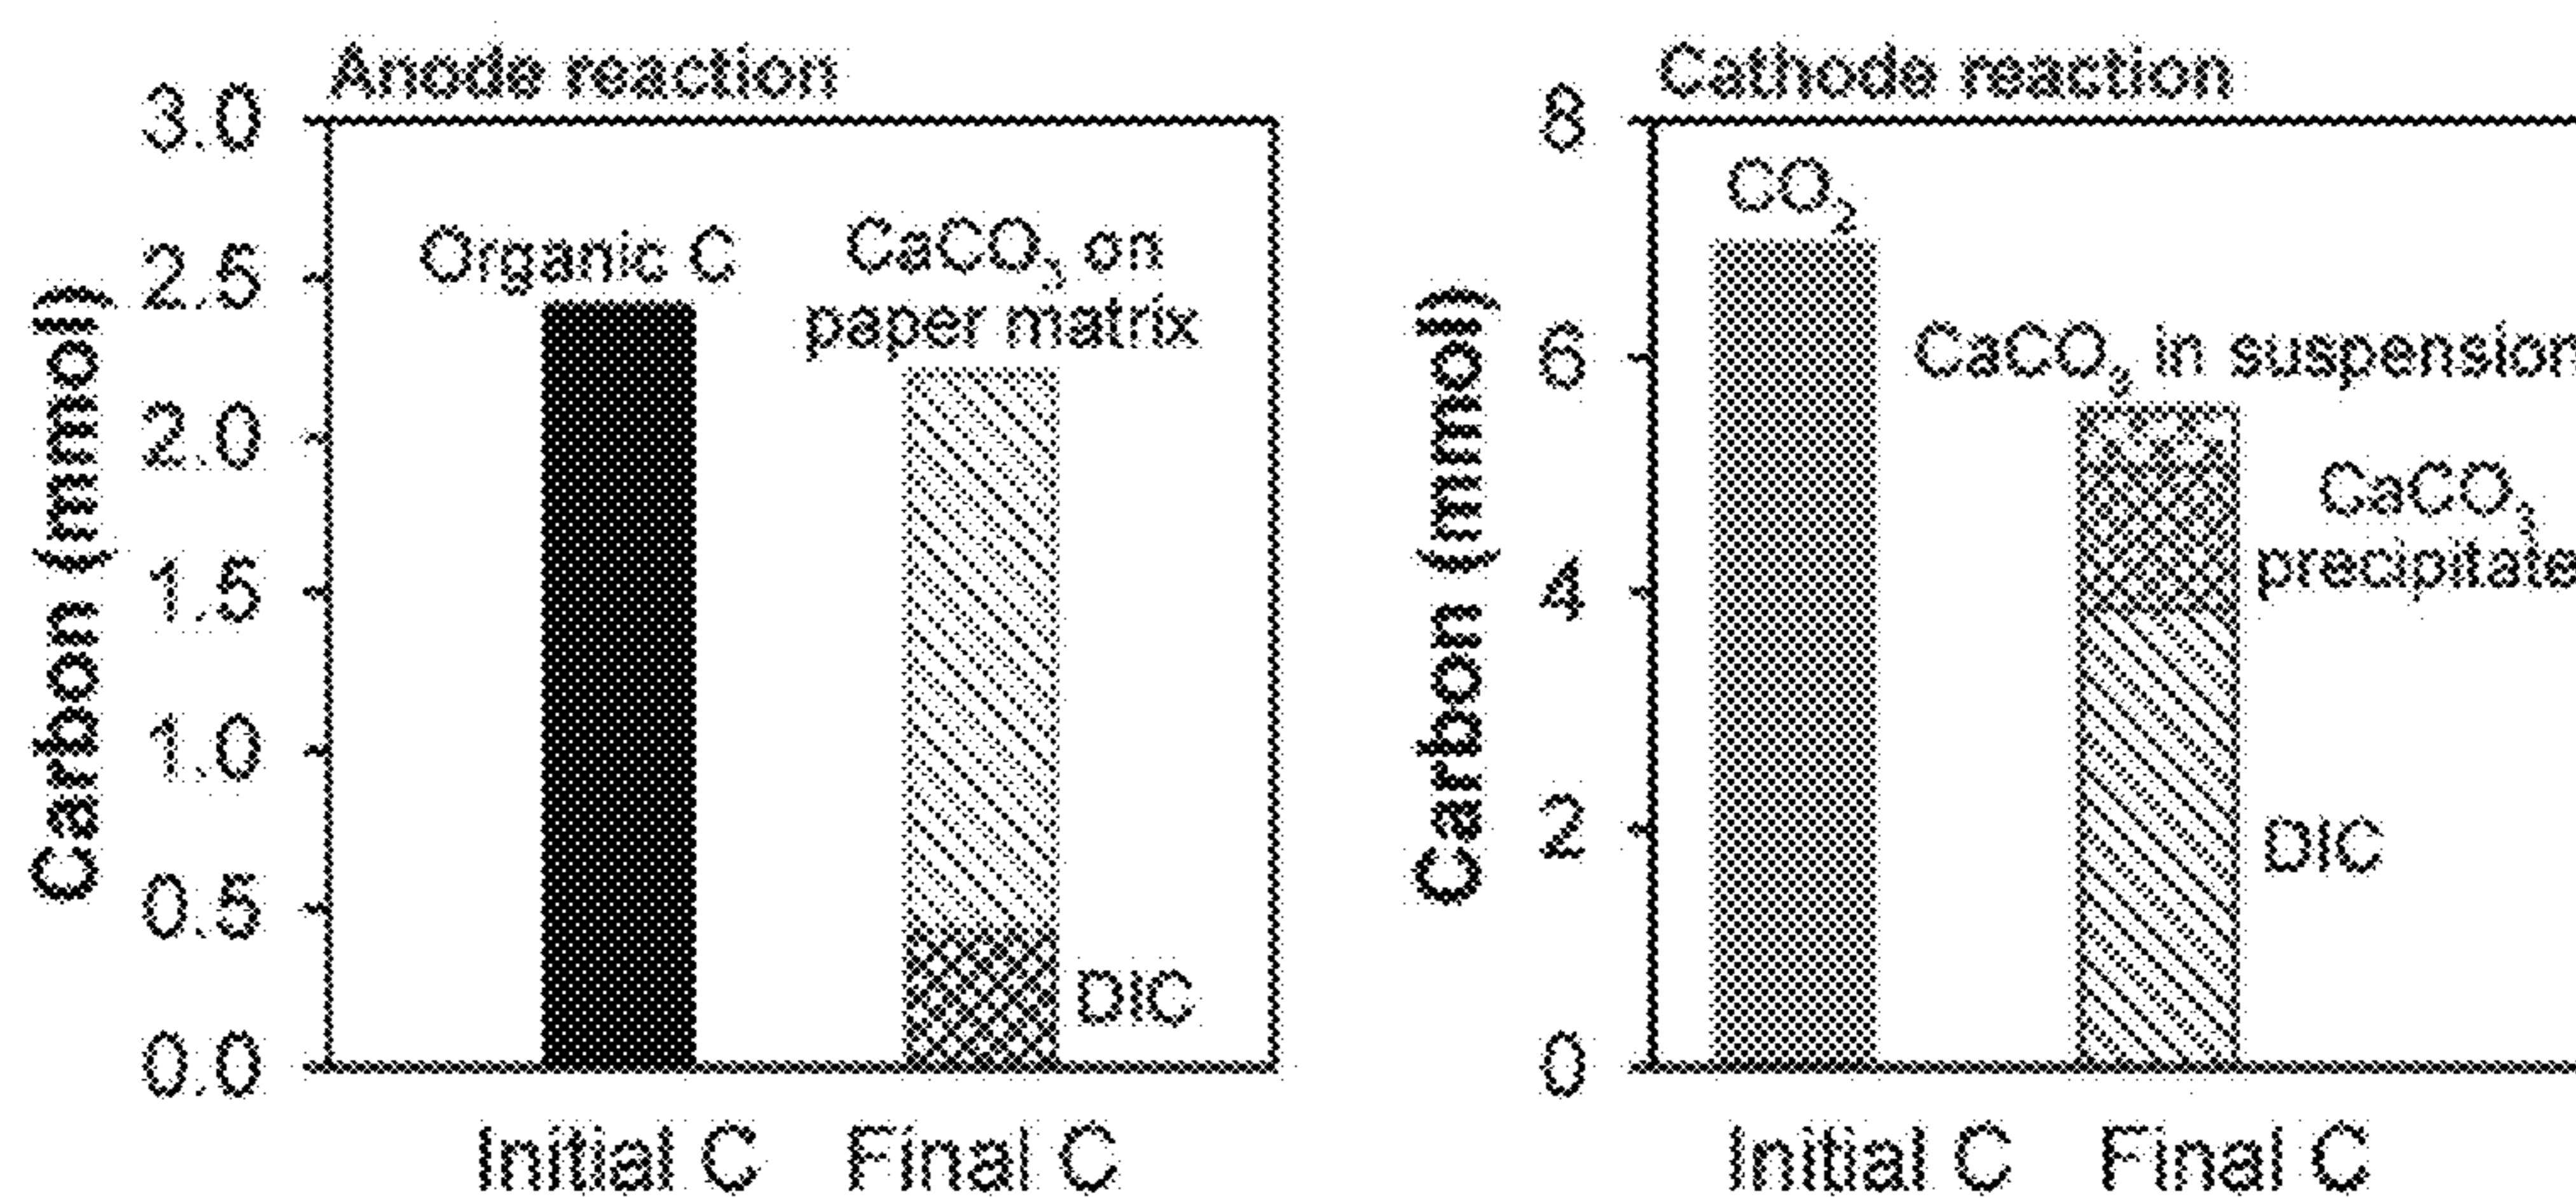 Anode reaction
Carbon (mmol)
3.0
2.5
2.0
1.5
1.0
0.5
0.0
Organic C
CaCO₃ on
paper matrix
DIC
Initial C
Final C
Cathode reaction
Carbon (mmol)
8
6
4
2
0
CO₂
CaCO₃ in suspension
CaCO₃
precipitate
DIC
Initial C
Final C